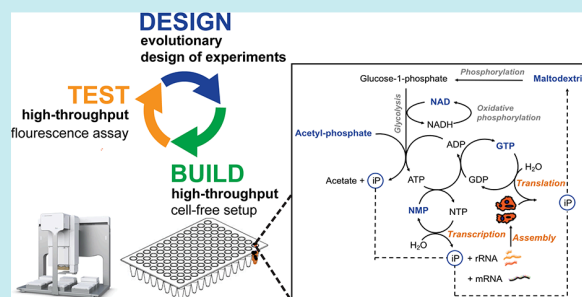 DESIGN
evolutionary
design of experiments
TEST
high-throughput
flourescence assay
BUILD
high-throughput
cell-free setup
Glucose-1-phosphate
Phosphorylation
Maltodextrin
Glycolysis
NAD
NADH
Oxidative
phosphorylation
Acetyl-phosphate
ADP
GTP
H₂O
Acetate + iP
ATP
GDP
Translation
iP
NMP
NTP
Transcription
Assembly
H₂O
iP
+ rRNA
+ mRNA